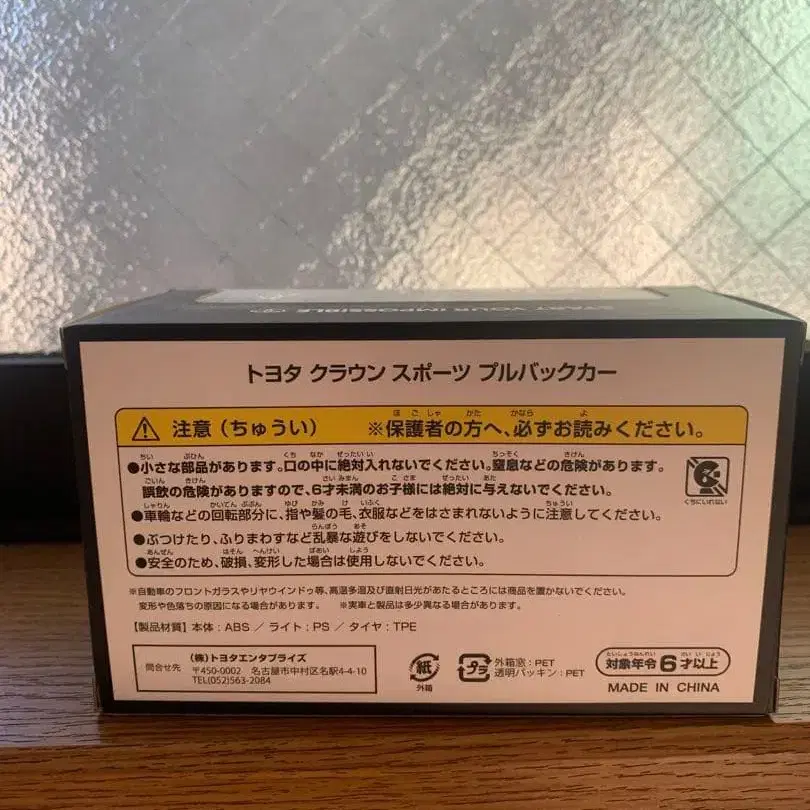 START YOUR IMPOSSIBLE
トヨタ クラウン スポーツ プルバックカー
注意（ちゅうい） ※保護者の方へ、必ずお読みください。
●小さな部品があります。口の中に絶対入れないでください。窒息などの危険があります。
誤飲の危険がありますので、6才未満のお子様には絶対に与えないでください。
●車輪などの回転部分に、指や髪の毛、衣服などをはさまれないように注意してください。
●ぶつけたり、ふりまわすなど乱暴な遊びをしないでください。
●安全のため、破損、変形した場合は使用しないでください。
くちにいれない
※自動車のフロントガラスやリヤウインドゥ等、高温多湿及び直射日光があたるところには商品を置かないでください。
変形や色落ちの原因になる場合があります。 ※実車と製品は多少異なる場合があります。
【製品材質】本体：ABS ／ ライト：PS ／ タイヤ：TPE
問合せ先
（株）トヨタエンタプライズ
〒450-0002 名古屋市中村区名駅4-4-10
TEL(052)563-2084
紙
外箱
プラ
外箱窓：PET
透明パッキン：PET
対象年令6才以上
MADE IN CHINA